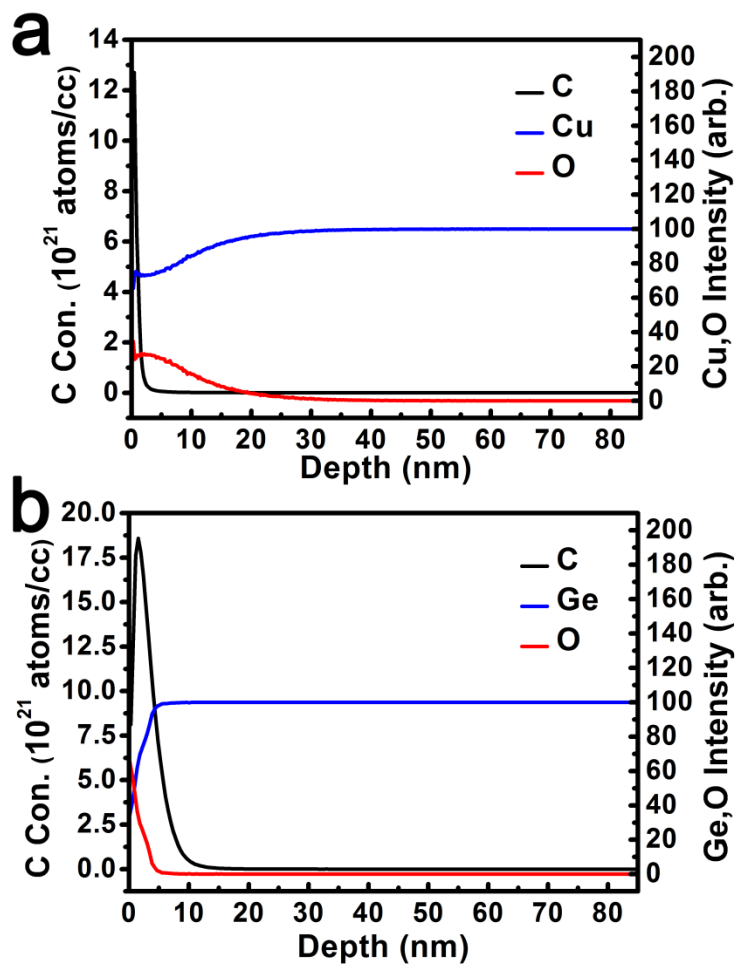 a
14
12
10
8
6
4
2
0
C Con. (10²¹ atoms/cc)
200
180
160
140
120
100
80
60
40
20
0
Cu,O Intensity (arb.)
C
Cu
O
0 10 20 30 40 50 60 70 80
Depth (nm)
b
20.0
17.5
15.0
12.5
10.0
7.5
5.0
2.5
0.0
C Con. (10²¹ atoms/cc)
200
180
160
140
120
100
80
60
40
20
0
Ge,O Intensity (arb.)
C
Ge
O
0 10 20 30 40 50 60 70 80
Depth (nm)